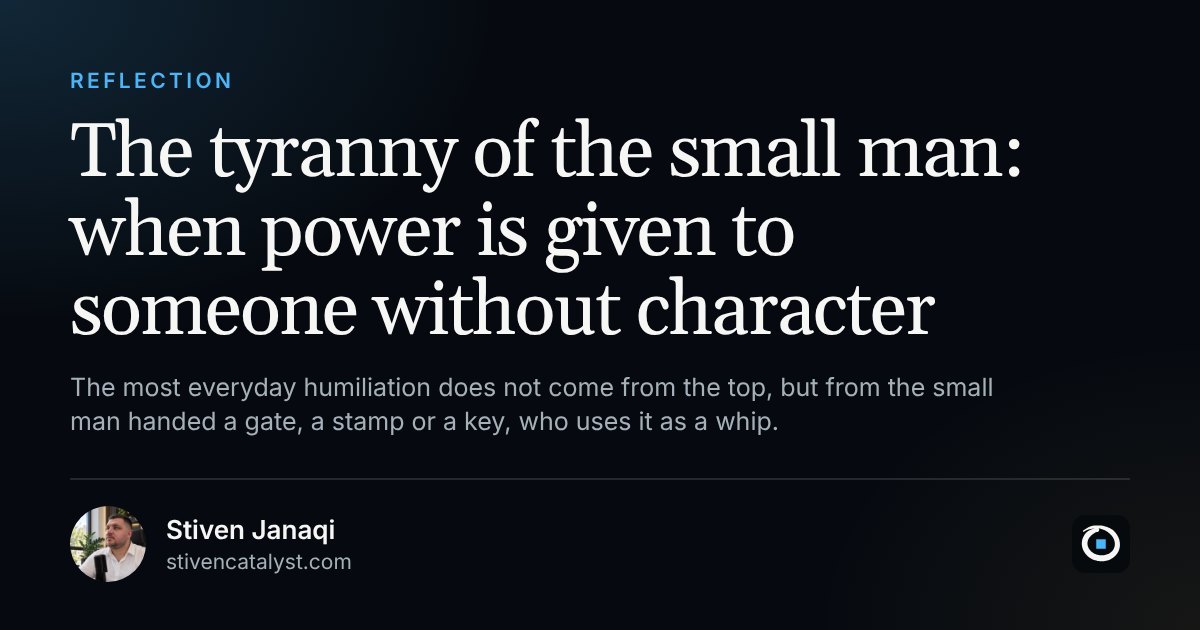 REFLECTION
The tyranny of the small man:
when power is given to
someone without character
The most everyday humiliation does not come from the top, but from the small
man handed a gate, a stamp or a key, who uses it as a whip.
Stiven Janaqi
stivencatalyst.com